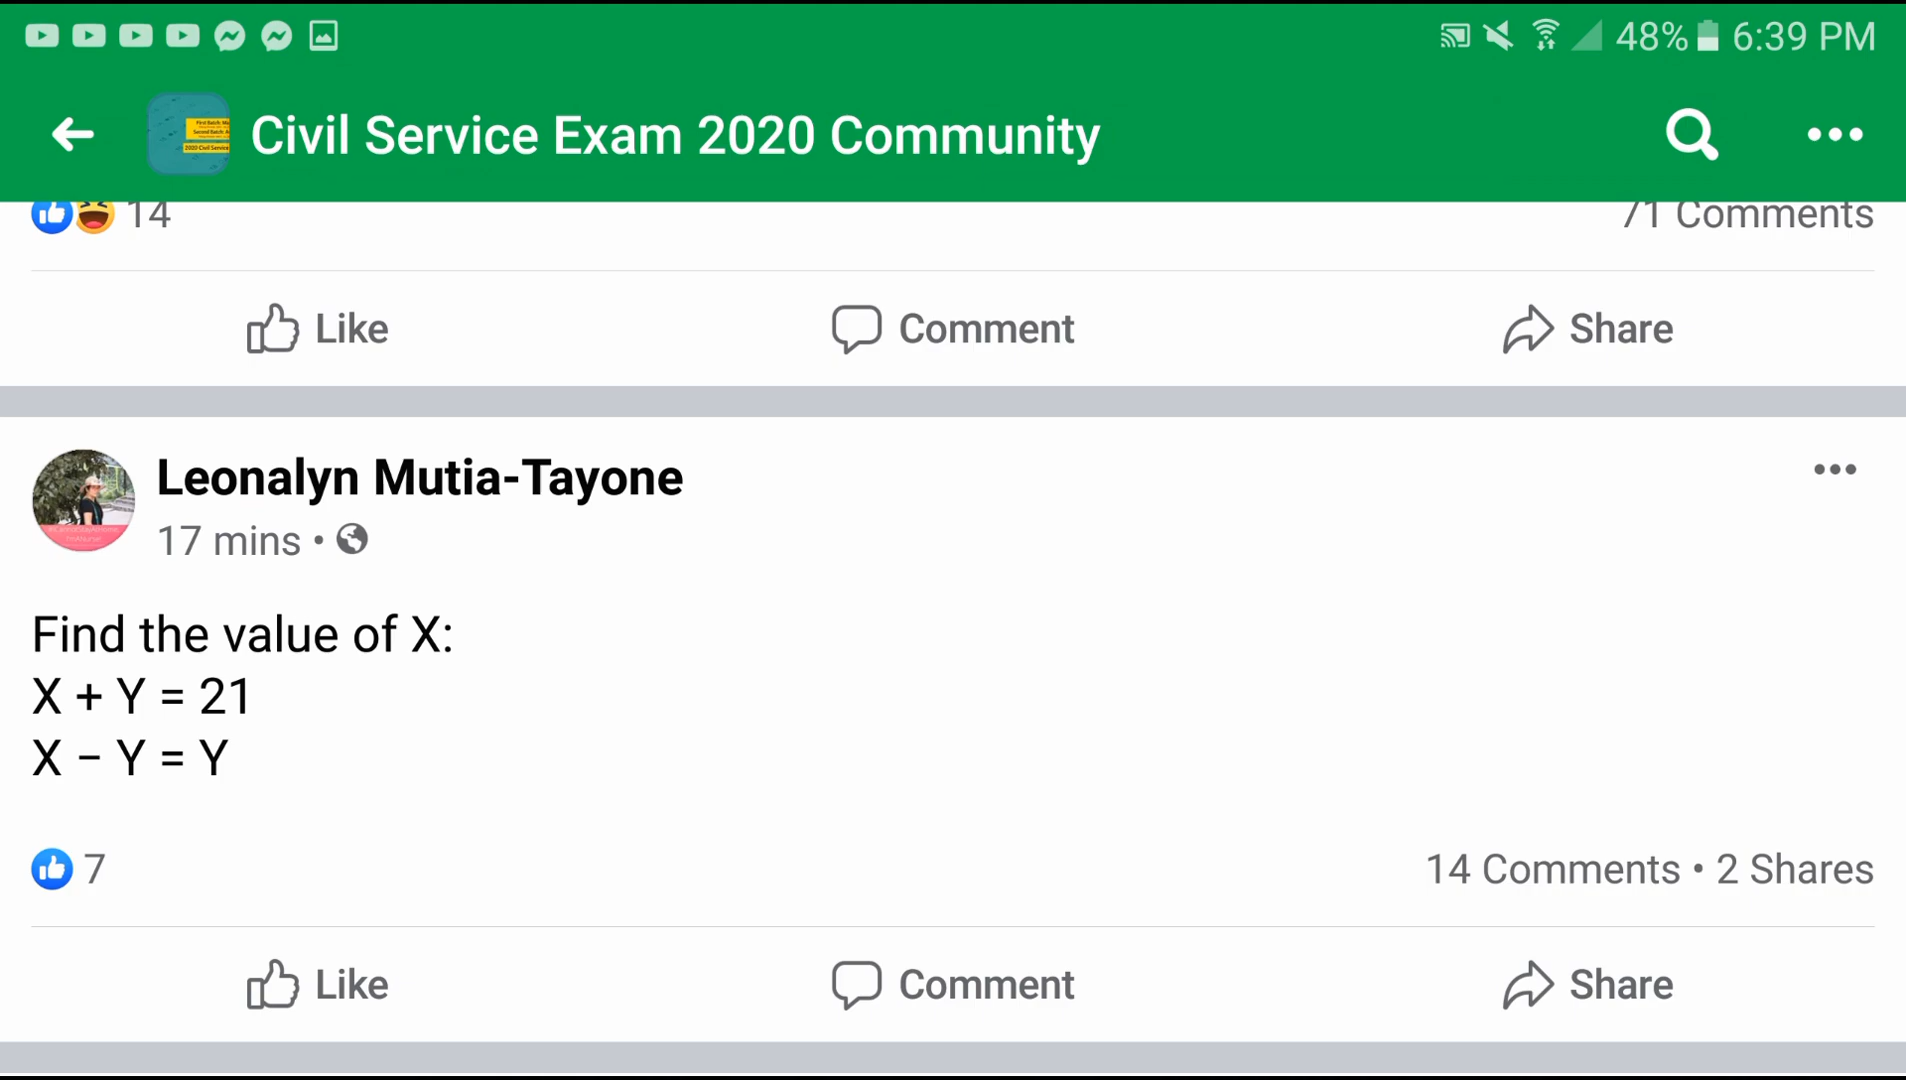 48% 6:39 PM
Civil Service Exam 2020 Community
14 71 Comments
Like Comment Share
Leonalyn Mutia-Tayone
17 mins •
Find the value of X:
X + Y = 21
X − Y = Y
7 14 Comments • 2 Shares
Like Comment Share